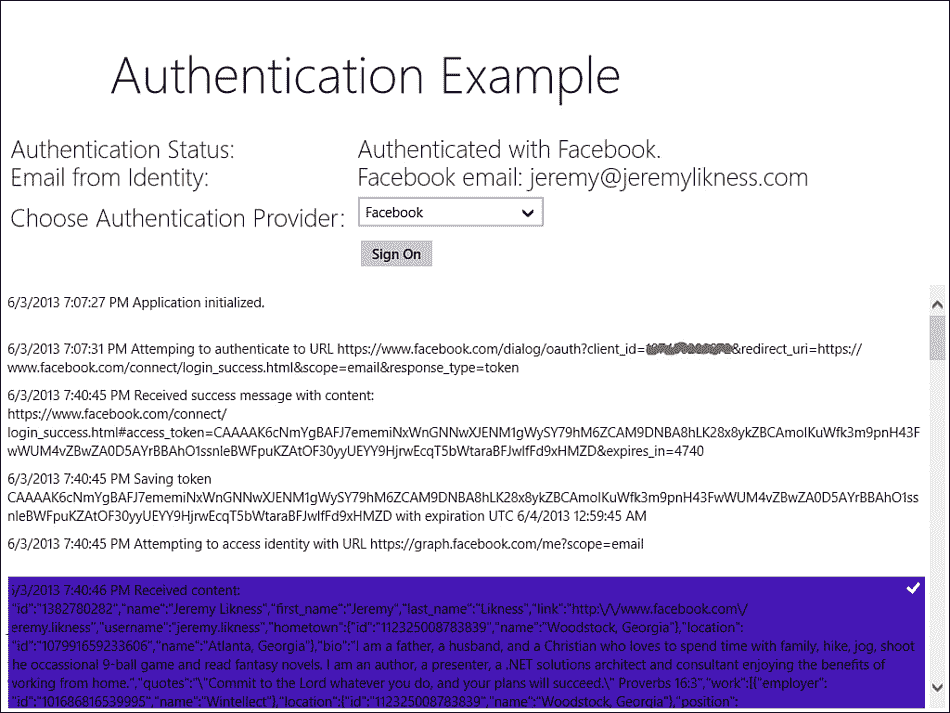 Authentication Example
Authentication Status: Authenticated with Facebook.
Email from Identity: Facebook email: jeremy@jeremylikness.com
Choose Authentication Provider: Facebook
Sign On
6/3/2013 7:07:27 PM Application initialized.
6/3/2013 7:07:31 PM Attemping to authenticate to URL https://www.facebook.com/dialog/oauth?client_id= &redirect_uri=https://
www.facebook.com/connect/login_success.html&scope=email&response_type=token
6/3/2013 7:40:45 PM Received success message with content:
https://www.facebook.com/connect/
login_success.html#access_token=CAAAAK6cNmYgBAFJ7ememiNxWnGNNwXJENM1gWySY79hM6ZCAM9DNBA8hLK28x8ykZBCAmolKuWfk3m9pnH43F
wWUM4vZBwZA0D5AYrBBAhO1ssnleBWFpuKZAtOF30yyUEYY9HjrwEcqT5bWtaraBFJwIfFd9xHMZD&expires_in=4740
6/3/2013 7:40:45 PM Saving token
CAAAAK6cNmYgBAFJ7ememiNxWnGNNwXJENM1gWySY79hM6ZCAM9DNBA8hLK28x8ykZBCAmolKuWfk3m9pnH43FwWUM4vZBwZA0D5AYrBBAhO1ss
nleBWFpuKZAtOF30yyUEYY9HjrwEcqT5bWtaraBFJwIfFd9xHMZD with expiration UTC 6/4/2013 12:59:45 AM
6/3/2013 7:40:45 PM Attempting to access identity with URL https://graph.facebook.com/me?scope=email
6/3/2013 7:40:46 PM Received content:
"id":"1382780282","name":"Jeremy Likness","first_name":"Jeremy","last_name":"Likness","link":"http:\/\/www.facebook.com\/
jeremy.likness","username":"jeremy.likness","hometown":{"id":"112325008783839","name":"Woodstock, Georgia"},"location":
"id":"107991659233606","name":"Atlanta, Georgia"},"bio":"I am a father, a husband, and a Christian who loves to spend time with family, hike, jog, shoot
the occassional 9-ball game and read fantasy novels. I am an author, a presenter, a .NET solutions architect and consultant enjoying the benefits of
working from home.","quotes":"\"Commit to the Lord whatever you do, and your plans will succeed.\" Proverbs 16:3","work":[{"employer":
"id":"101686816539995","name":"Wintellect"},"location":{"id":"112325008783839","name":"Woodstock, Georgia"},"position":